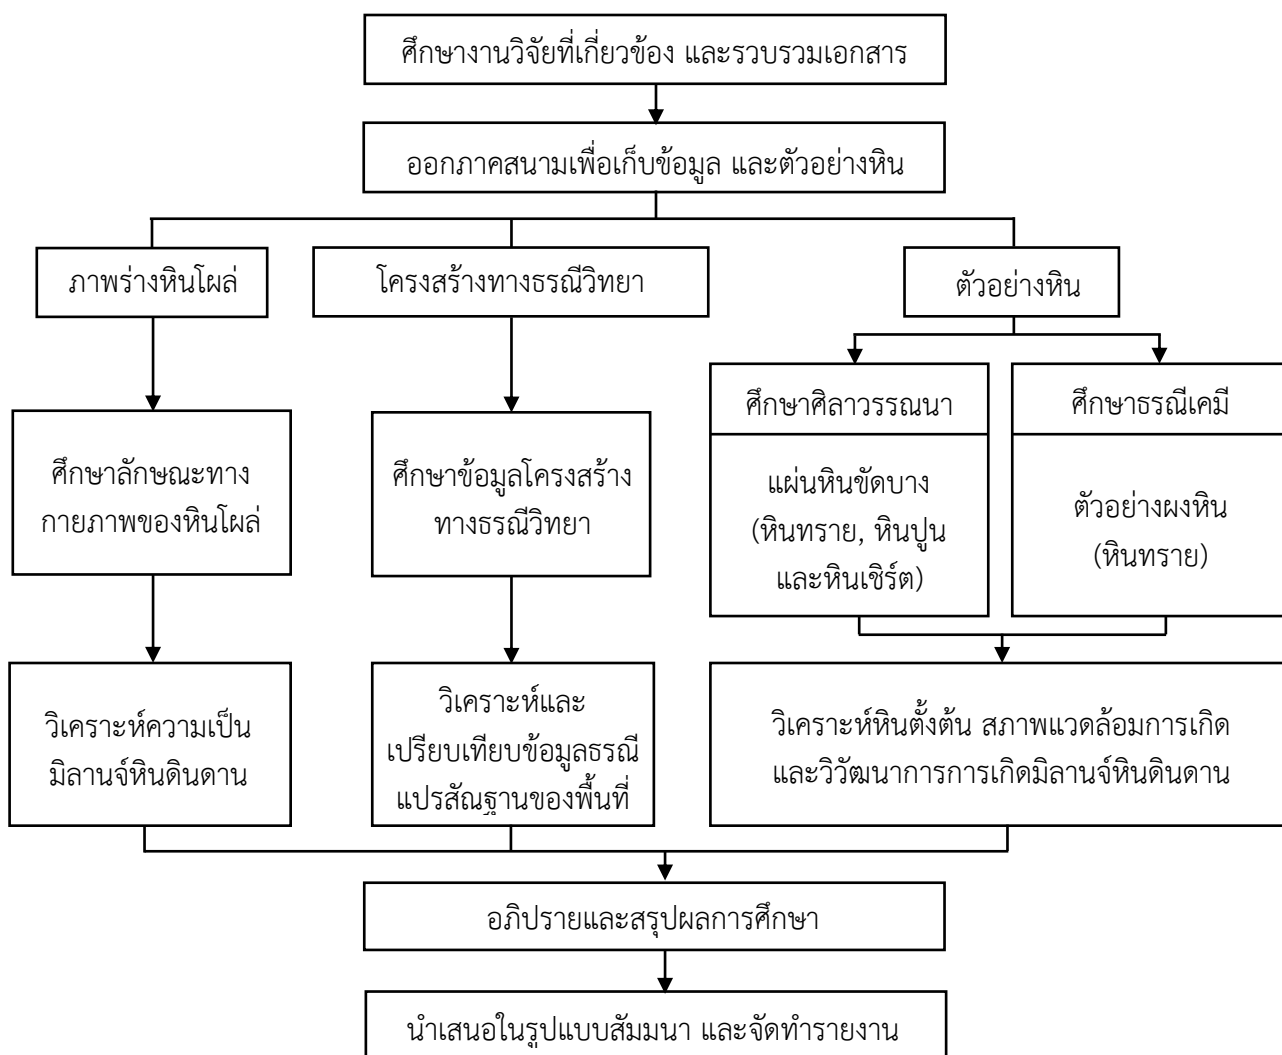 ศึกษางานวิจัยที่เกี่ยวข้อง และรวบรวมเอกสาร
ออกภาคสนามเพื่อเก็บข้อมูล และตัวอย่างหิน
ภาพร่างหินโผล่
โครงสร้างทางธรณีวิทยา
ตัวอย่างหิน
ศึกษาลักษณะทาง
กายภาพของหินโผล่
ศึกษาข้อมูลโครงสร้าง
ทางธรณีวิทยา
ศึกษาศิลาวรรณนา
แผ่นหินขัดบาง
(หินทราย, หินปูน
และหินเชิร์ต)
ศึกษาธรณีเคมี
ตัวอย่างผงหิน
(หินทราย)
วิเคราะห์ความเป็น
มิลานจ์หินดินดาน
วิเคราะห์และ
เปรียบเทียบข้อมูลธรณี
แปรสัณฐานของพื้นที่
วิเคราะห์หินตั้งต้น สภาพแวดล้อมการเกิด
และวิวัฒนาการการเกิดมิลานจ์หินดินดาน
อภิปรายและสรุปผลการศึกษา
นำเสนอในรูปแบบสัมมนา และจัดทำรายงาน